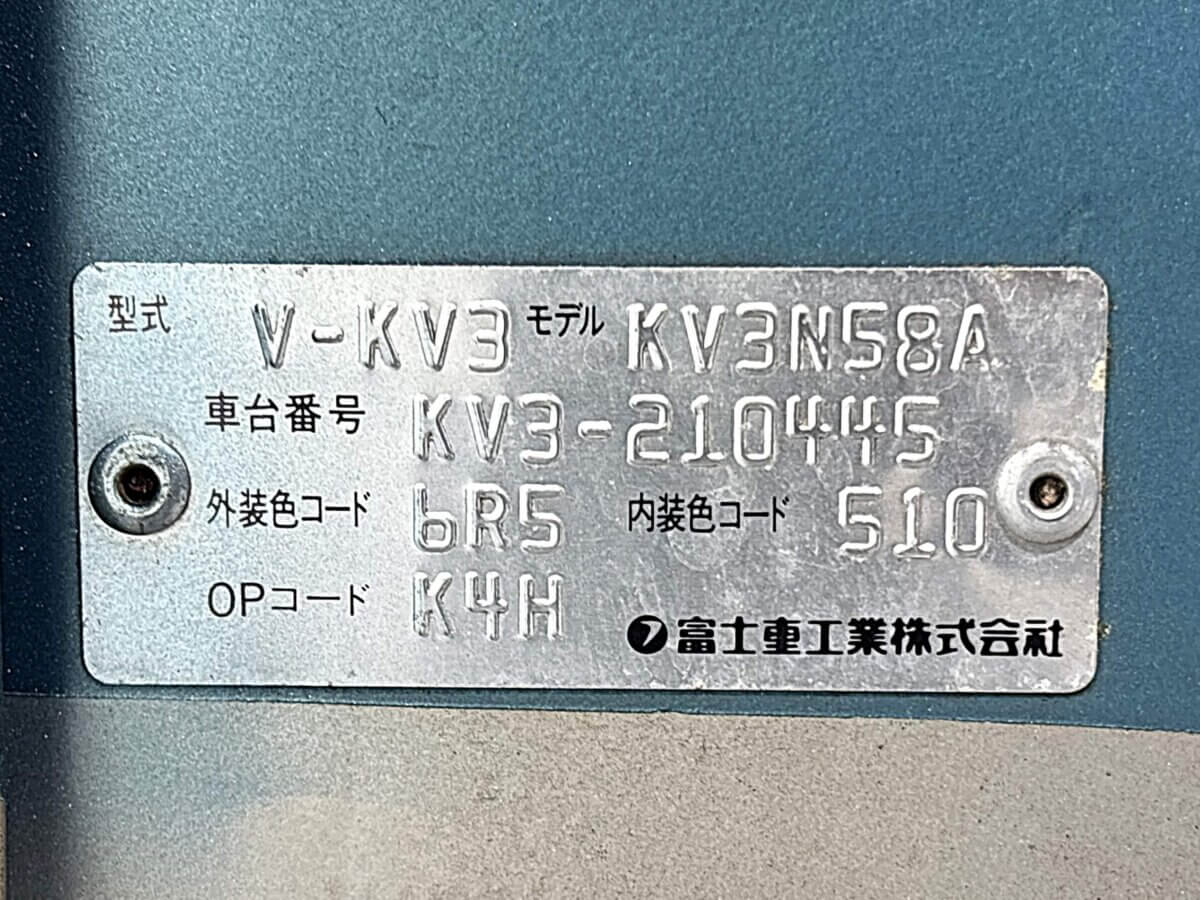 型式 V-KV3 モデル KV3N58A
車台番号 KV3-210445
外装色コード 6R5 内装色コード 510
OPコード K4H
フ 富士重工業株式会社